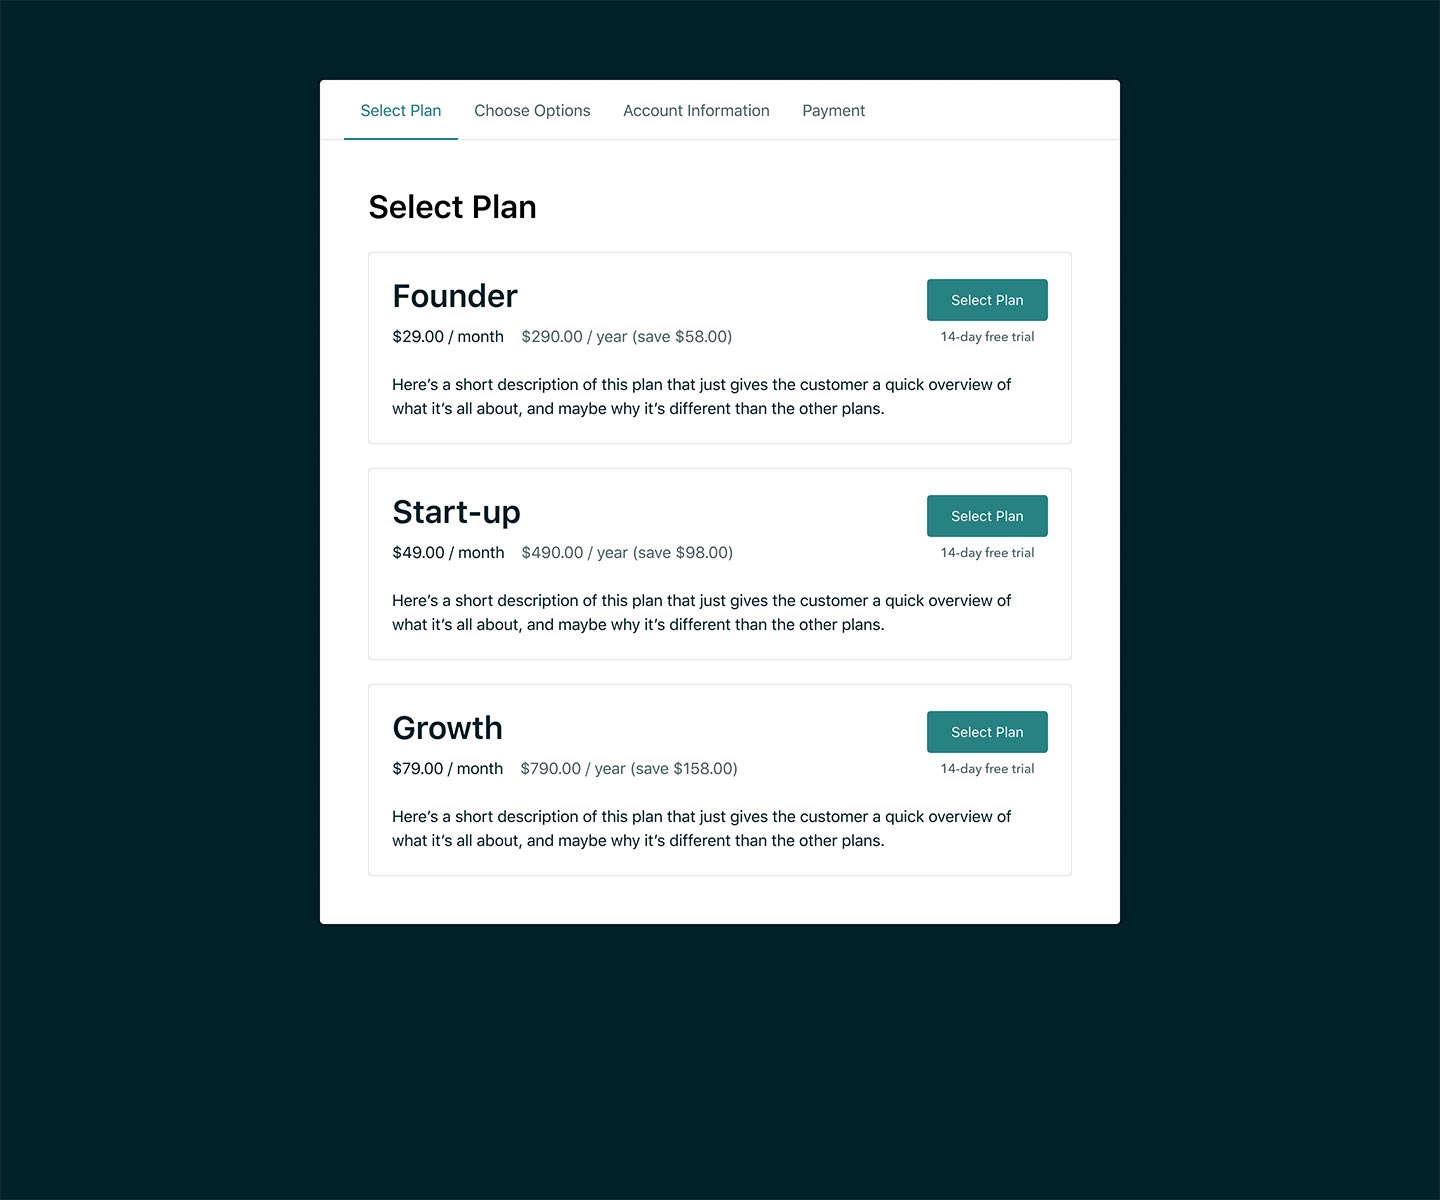 Select Plan Choose Options Account Information Payment
Select Plan
Founder
Select Plan
$29.00 / month $290.00 / year (save $58.00)
14-day free trial
Here’s a short description of this plan that just gives the customer a quick overview of
what it’s all about, and maybe why it’s different than the other plans.
Start-up
Select Plan
$49.00 / month $490.00 / year (save $98.00)
14-day free trial
Here’s a short description of this plan that just gives the customer a quick overview of
what it’s all about, and maybe why it’s different than the other plans.
Growth
Select Plan
$79.00 / month $790.00 / year (save $158.00)
14-day free trial
Here’s a short description of this plan that just gives the customer a quick overview of
what it’s all about, and maybe why it’s different than the other plans.